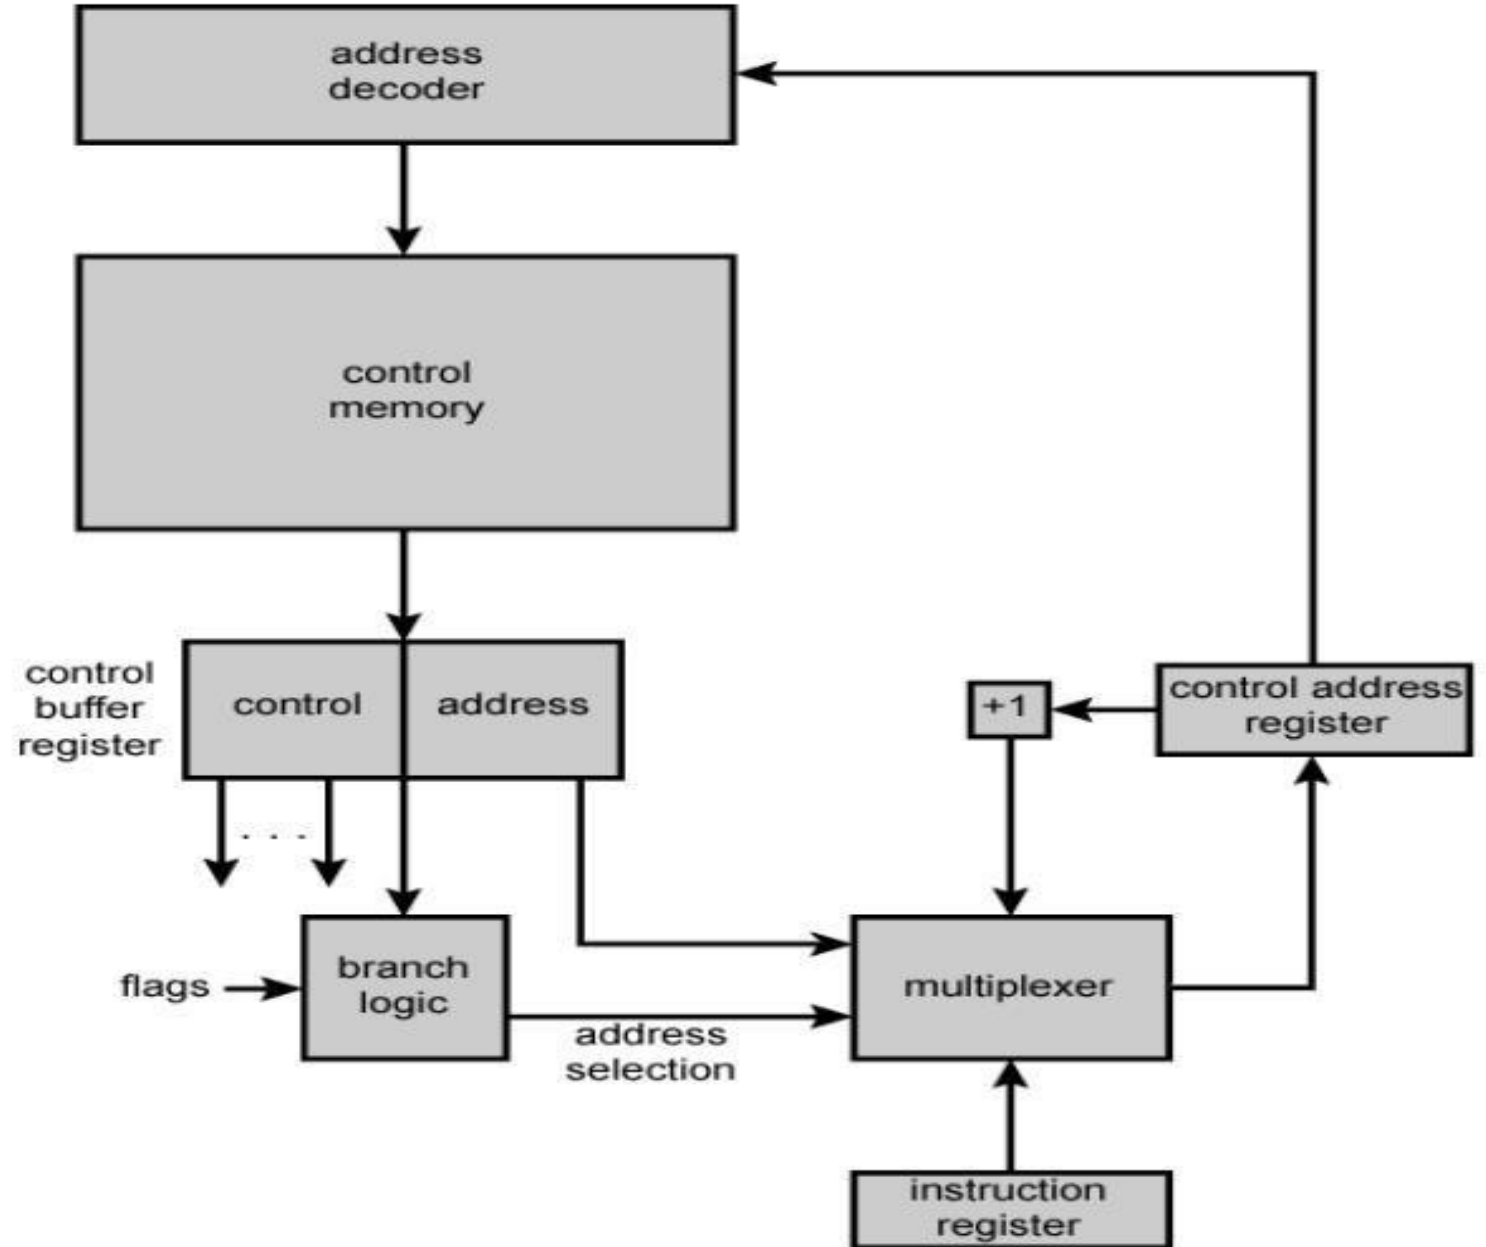 address
decoder
control
memory
control
buffer
register
control
address
+1
control address
register
. . .
flags
branch
logic
address
selection
multiplexer
instruction
register